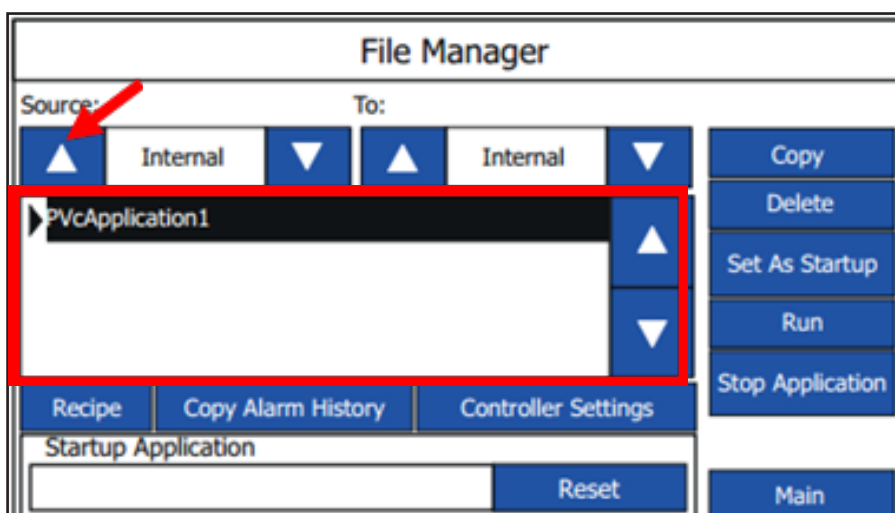 File Manager
Source: To:
Internal Internal Copy
PVcApplication1 Delete
Set As Startup
Run
Stop Application
Recipe Copy Alarm History Controller Settings
Startup Application
Reset Main